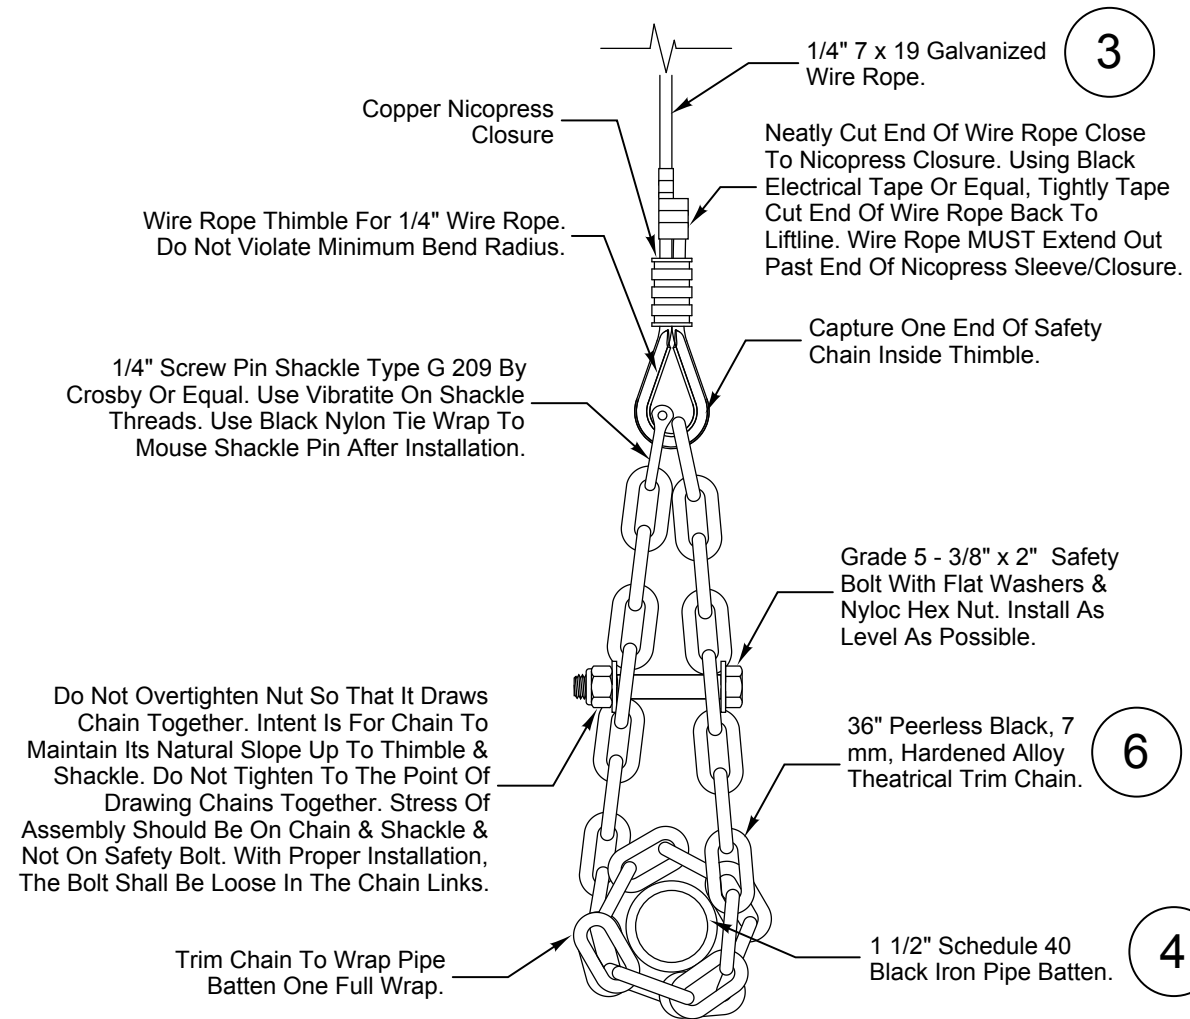 1/4" 7 x 19 Galvanized
Wire Rope.
3
Copper Nicopress
Closure
Neatly Cut End Of Wire Rope Close
To Nicopress Closure. Using Black
Electrical Tape Or Equal, Tightly Tape
Cut End Of Wire Rope Back To
Liftline. Wire Rope MUST Extend Out
Past End Of Nicopress Sleeve/Closure.
Wire Rope Thimble For 1/4" Wire Rope.
Do Not Violate Minimum Bend Radius.
Capture One End Of Safety
Chain Inside Thimble.
1/4" Screw Pin Shackle Type G 209 By
Crosby Or Equal. Use Vibratite On Shackle
Threads. Use Black Nylon Tie Wrap To
Mouse Shackle Pin After Installation.
Grade 5 - 3/8" x 2"  Safety
Bolt With Flat Washers &
Nyloc Hex Nut. Install As
Level As Possible.
Do Not Overtighten Nut So That It Draws
Chain Together. Intent Is For Chain To
Maintain Its Natural Slope Up To Thimble &
Shackle. Do Not Tighten To The Point Of
Drawing Chains Together. Stress Of
Assembly Should Be On Chain & Shackle &
Not On Safety Bolt. With Proper Installation,
The Bolt Shall Be Loose In The Chain Links.
36" Peerless Black, 7
mm, Hardened Alloy
Theatrical Trim Chain.
6
Trim Chain To Wrap Pipe
Batten One Full Wrap.
1 1/2" Schedule 40
Black Iron Pipe Batten.
4